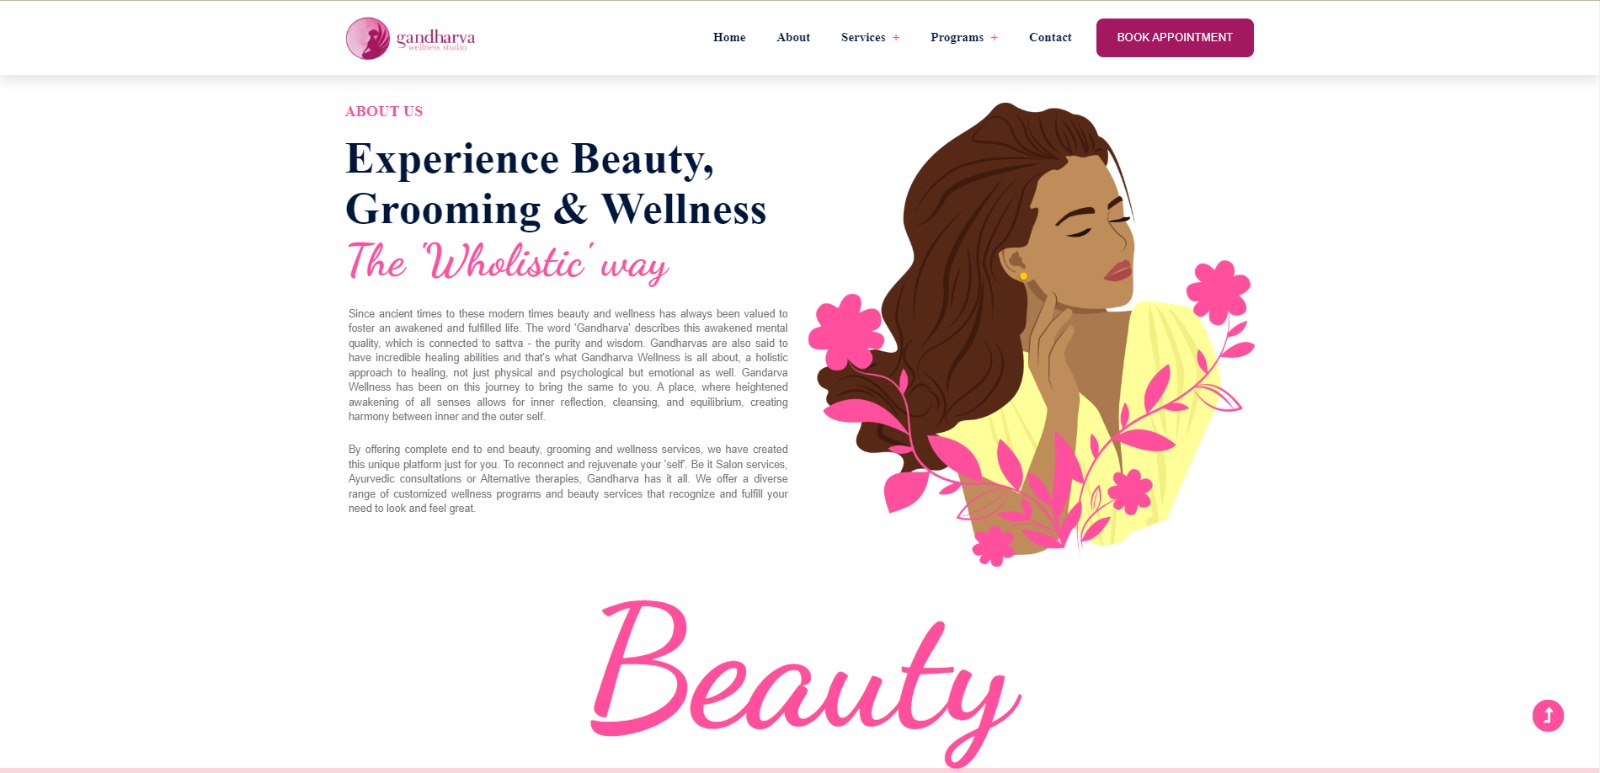 gandharva
wellness studio
Home
About
Services +
Programs +
Contact
BOOK APPOINTMENT
ABOUT US
Experience Beauty,
Grooming & Wellness
The 'Wholistic' way
Since ancient times to these modern times beauty and wellness has always been valued to
foster an awakened and fulfilled life. The word 'Gandharva' describes this awakened mental
quality, which is connected to sattva - the purity and wisdom. Gandharvas are also said to
have incredible healing abilities and that's what Gandharva Wellness is all about, a holistic
approach to healing, not just physical and psychological but emotional as well. Gandarva
Wellness has been on this journey to bring the same to you. A place, where heightened
awakening of all senses allows for inner reflection, cleansing, and equilibrium, creating
harmony between inner and the outer self.
By offering complete end to end beauty, grooming and wellness services, we have created
this unique platform just for you. To reconnect and rejuvenate your 'self'. Be it Salon services,
Ayurvedic consultations or Alternative therapies, Gandharva has it all. We offer a diverse
range of customized wellness programs and beauty services that recognize and fulfill your
need to look and feel great.
Beauty